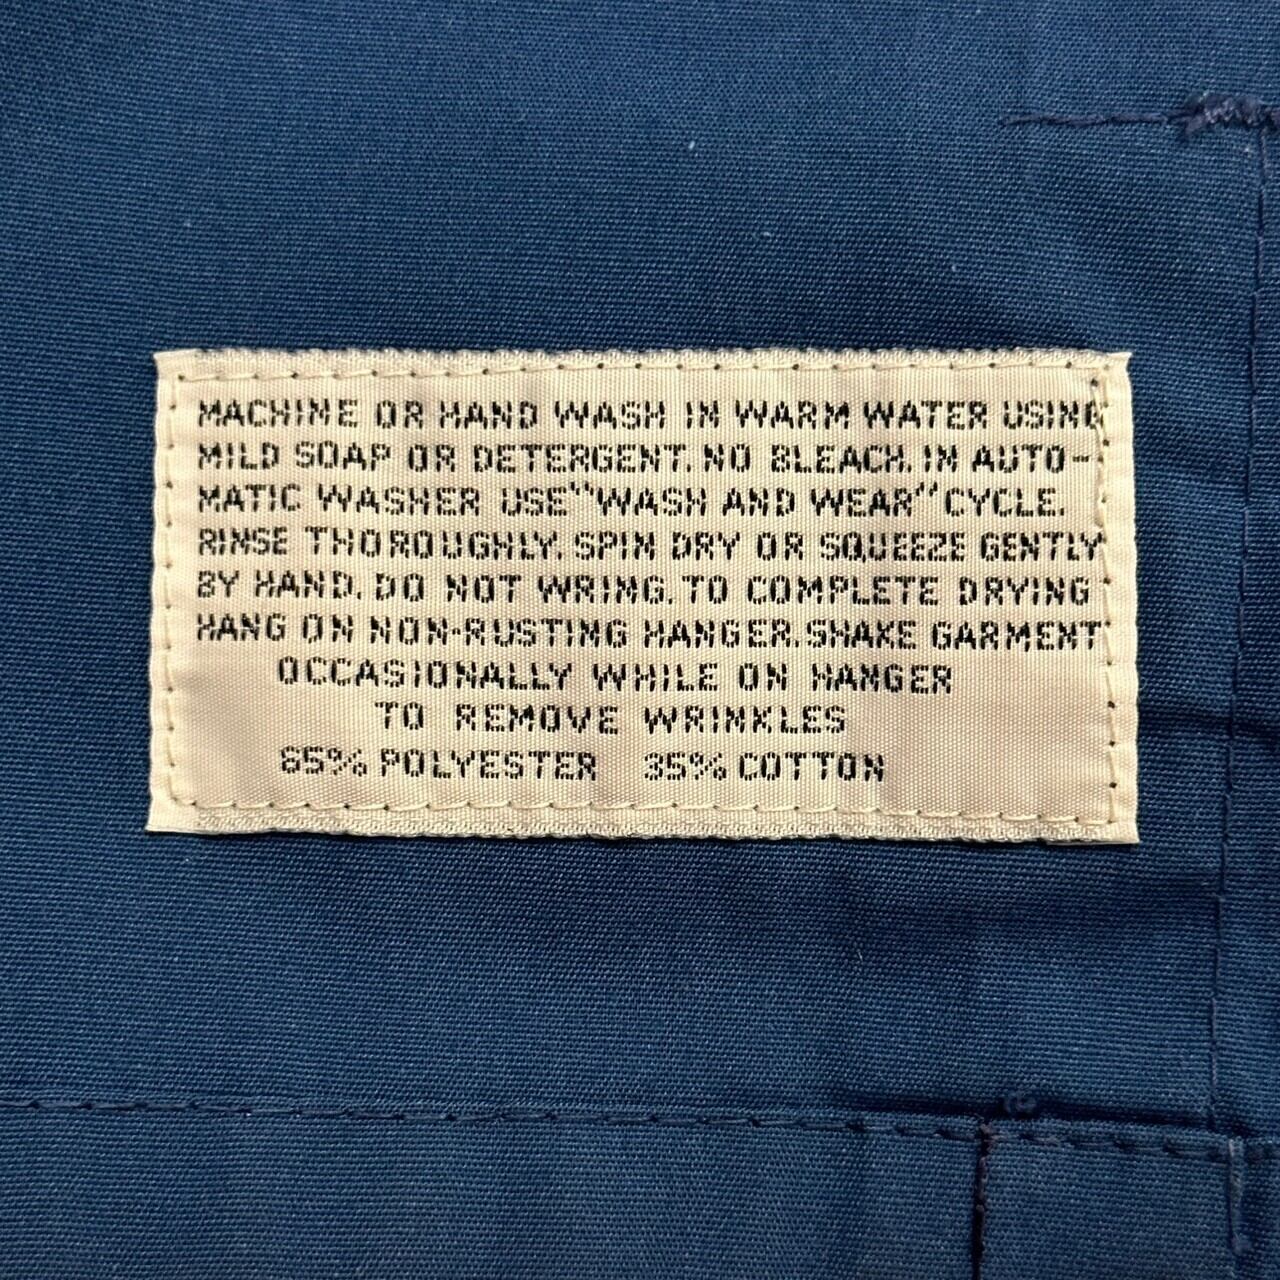 MACHINE OR HAND WASH IN WARM WATER USING
MILD SOAP OR DETERGENT. NO BLEACH. IN AUTO-
MATIC WASHER USE "WASH AND WEAR" CYCLE.
RINSE THOROUGHLY. SPIN DRY OR SQUEEZE GENTLY
BY HAND. DO NOT WRING. TO COMPLETE DRYING
HANG ON NON-RUSTING HANGER. SHAKE GARMENT
OCCASIONALLY WHILE ON HANGER
TO REMOVE WRINKLES
65% POLYESTER 35% COTTON